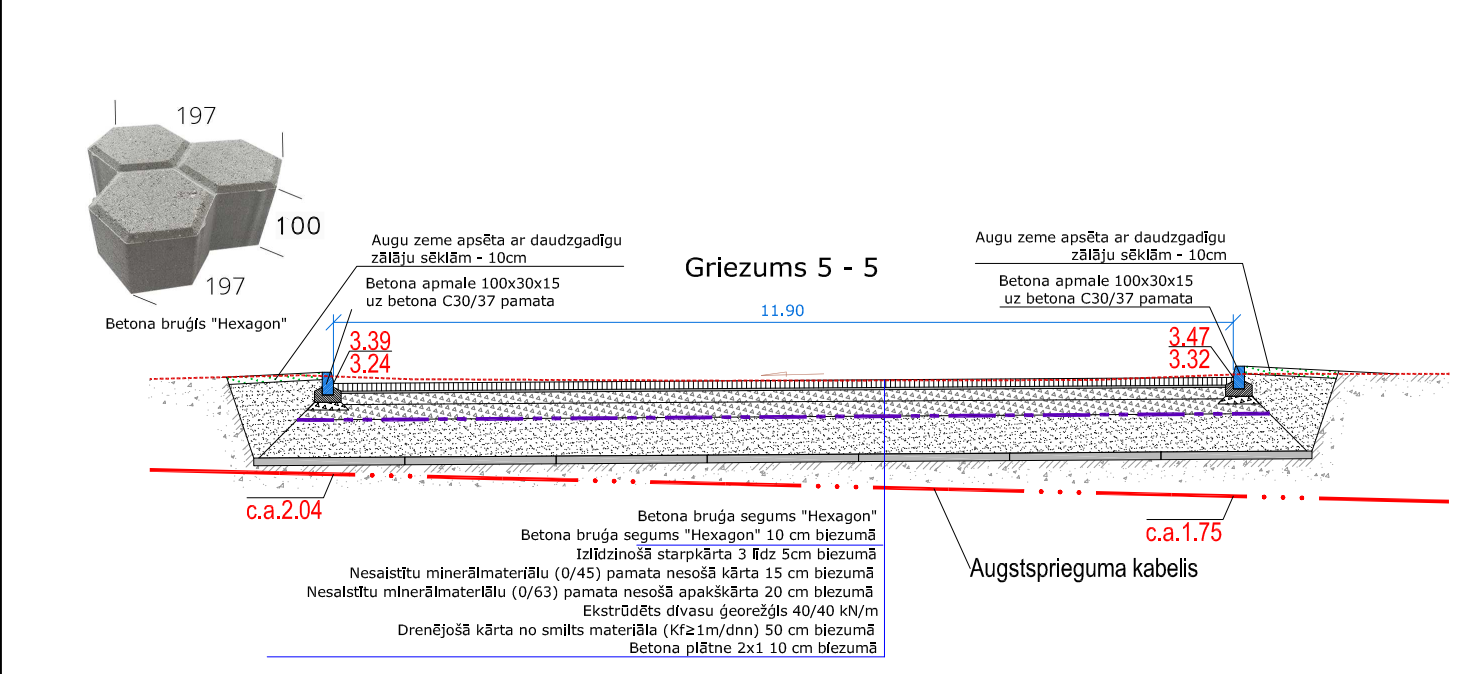 197
100
197
Betona bruģis "Hexagon"
Augu zeme apsēta ar daudzgadīgu
zālāju sēklām - 10cm
Betona apmale 100x30x15
uz betona C30/37 pamata
Griezums 5 - 5
Augu zeme apsēta ar daudzgadīgu
zālāju sēklām - 10cm
Betona apmale 100x30x15
uz betona C30/37 pamata
11.90
3.39
3.24
3.47
3.32
c.a.2.04
c.a.1.75
Augstsprieguma kabelis
Betona bruģa segums "Hexagon"
Betona bruģa segums "Hexagon" 10 cm biezumā
Izlīdzinošā starpkārta 3 līdz 5cm biezumā
Nesaistītu minerālmateriālu (0/45) pamata nesošā kārta 15 cm biezumā
Nesaistītu minerālmateriālu (0/63) pamata nesošā apakškārta 20 cm biezumā
Ekstrūdēts divasu ģeorežģis 40/40 kN/m
Drenējošā kārta no smilts materiāla (Kf≥1m/dnn) 50 cm biezumā
Betona plātne 2x1 10 cm biezumā